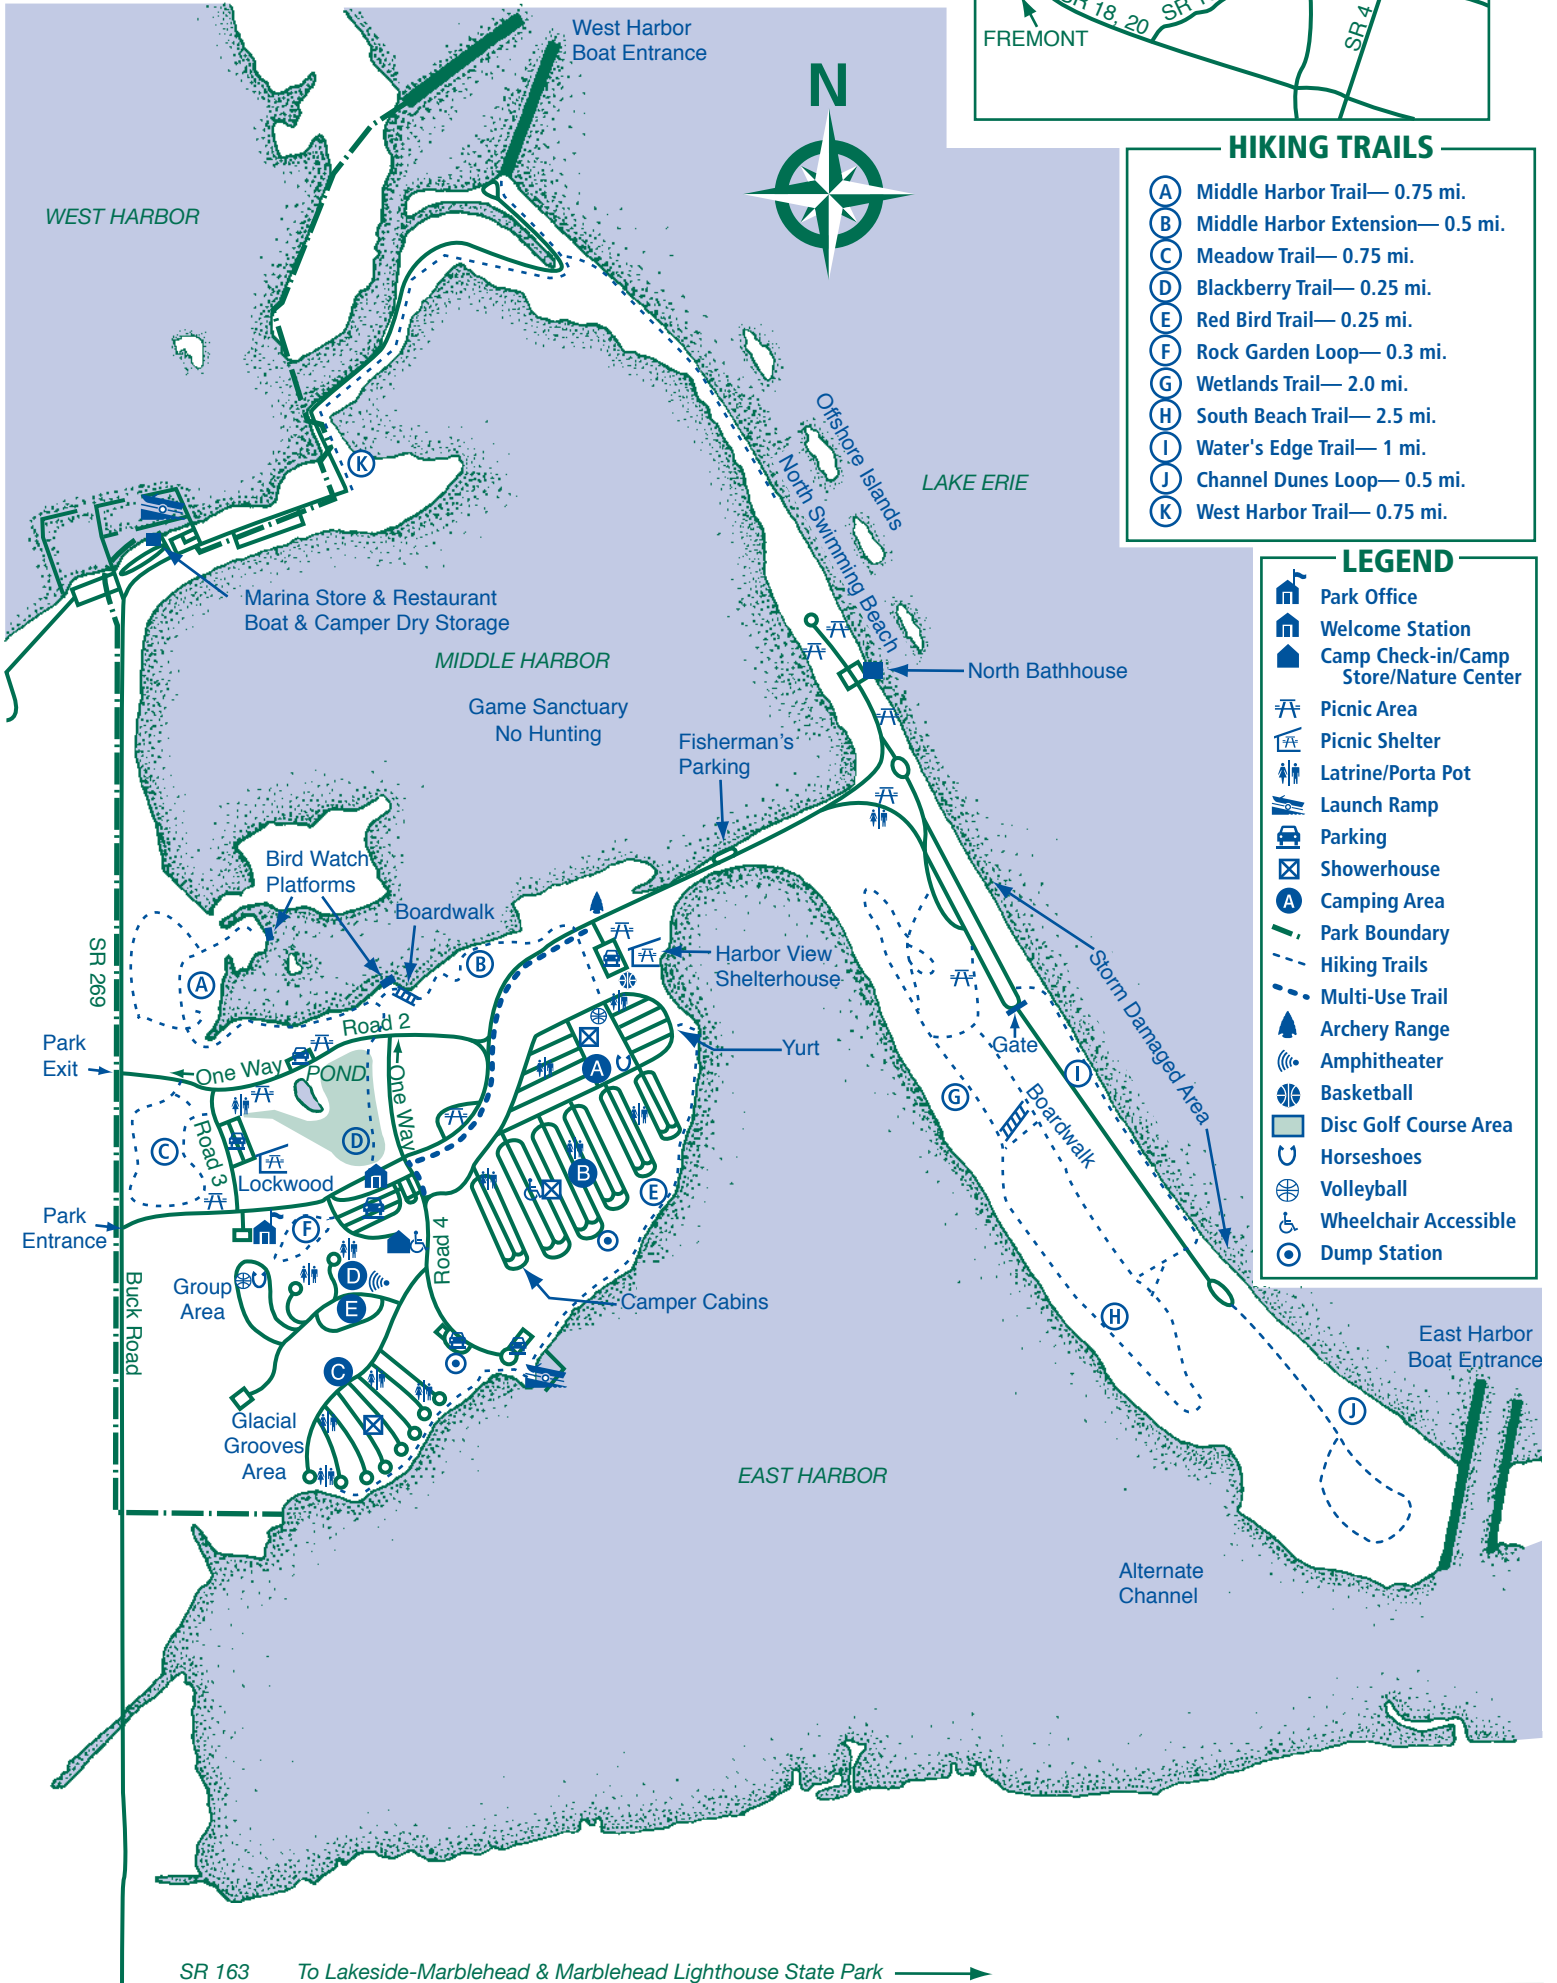 SR 18, 20
SR
SR 4
FREMONT
West Harbor
Boat Entrance
N
WEST HARBOR
HIKING TRAILS
A Middle Harbor Trail— 0.75 mi.
B Middle Harbor Extension— 0.5 mi.
C Meadow Trail— 0.75 mi.
D Blackberry Trail— 0.25 mi.
E Red Bird Trail— 0.25 mi.
F Rock Garden Loop— 0.3 mi.
G Wetlands Trail— 2.0 mi.
H South Beach Trail— 2.5 mi.
I Water's Edge Trail— 1 mi.
J Channel Dunes Loop— 0.5 mi.
K West Harbor Trail— 0.75 mi.
LEGEND
Park Office
Welcome Station
Camp Check-in/Camp
Store/Nature Center
Picnic Area
Picnic Shelter
Latrine/Porta Pot
Launch Ramp
Parking
Showerhouse
A Camping Area
Park Boundary
Hiking Trails
Multi-Use Trail
Archery Range
Amphitheater
Basketball
Disc Golf Course Area
Horseshoes
Volleyball
Wheelchair Accessible
Dump Station
K
Offshore Islands
North Swimming Beach
LAKE ERIE
Marina Store & Restaurant
Boat & Camper Dry Storage
MIDDLE HARBOR
Game Sanctuary
No Hunting
North Bathhouse
Fisherman's
Parking
Bird Watch
Platforms
Boardwalk
SR 269
A
B
Harbor View
Shelterhouse
Storm Damaged Area
Road 2
Park
Exit
One Way
POND
One Way
Yurt
Gate
I
A
G
Boardwalk
C
Road 3
D
Lockwood
B
E
Park
Entrance
F
Road 4
Group
Area
D
E
Camper Cabins
H
Buck Road
East Harbor
Boat Entrance
C
J
Glacial
Grooves
Area
EAST HARBOR
Alternate
Channel
SR 163 To Lakeside-Marblehead & Marblehead Lighthouse State Park